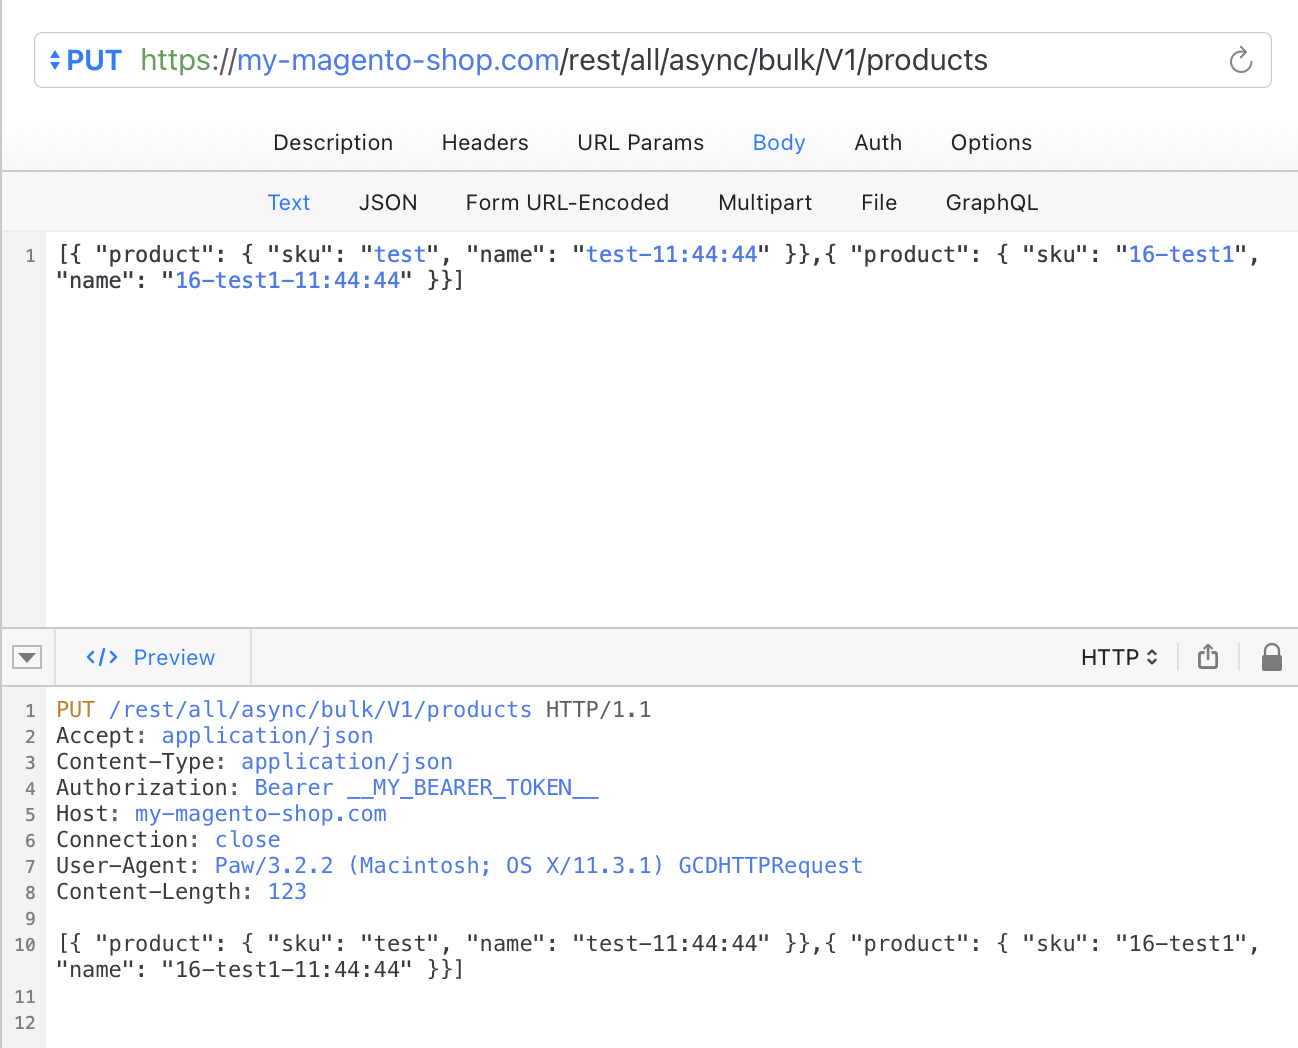 PUT https://my-magento-shop.com/rest/all/async/bulk/V1/products
Description Headers URL Params Body Auth Options
Text JSON Form URL-Encoded Multipart File GraphQL
1 [{ "product": { "sku": "test", "name": "test-11:44:44" }},{ "product": { "sku": "16-test1",
"name": "16-test1-11:44:44" }}]
</> Preview HTTP
1 PUT /rest/all/async/bulk/V1/products HTTP/1.1
2 Accept: application/json
3 Content-Type: application/json
4 Authorization: Bearer __MY_BEARER_TOKEN__
5 Host: my-magento-shop.com
6 Connection: close
7 User-Agent: Paw/3.2.2 (Macintosh; OS X/11.3.1) GCDHTTPRequest
8 Content-Length: 123
9
10 [{ "product": { "sku": "test", "name": "test-11:44:44" }},{ "product": { "sku": "16-test1",
"name": "16-test1-11:44:44" }}]
11
12